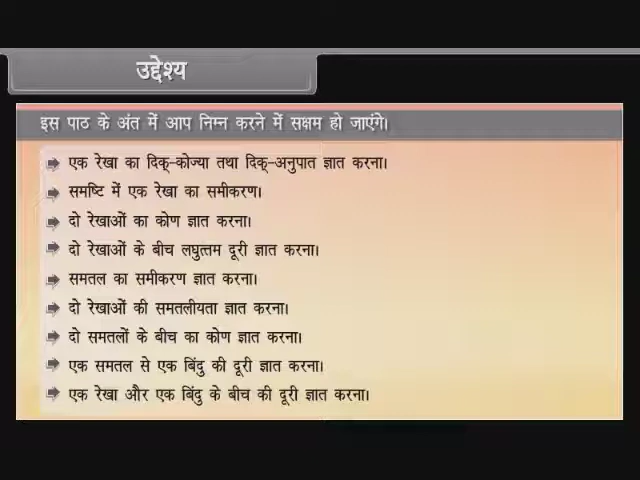 उद्देश्य
इस पाठ के अंत में आप निम्न करने में सक्षम हो जाएंगे।
एक रेखा का दिक्-कोज्या तथा दिक्-अनुपात ज्ञात करना।
समष्टि में एक रेखा का समीकरण।
दो रेखाओं का कोण ज्ञात करना।
दो रेखाओं के बीच लघुत्तम दूरी ज्ञात करना।
समतल का समीकरण ज्ञात करना।
दो रेखाओं की समतलीयता ज्ञात करना।
दो समतलों के बीच का कोण ज्ञात करना।
एक समतल से एक बिंदु की दूरी ज्ञात करना।
एक रेखा और एक बिंदु के बीच की दूरी ज्ञात करना।